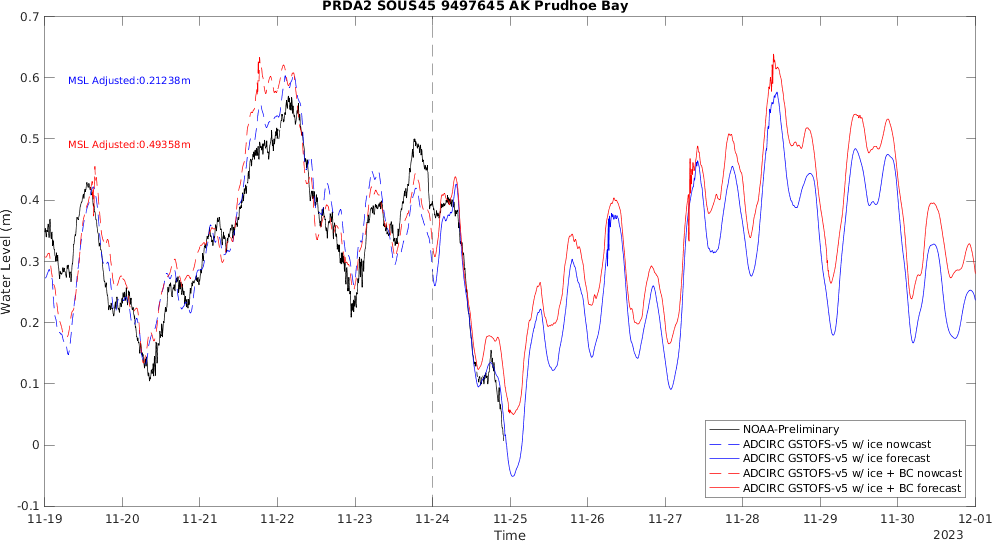 PRDA2 SOUS45 9497645 AK Prudhoe Bay
0.7
0.6
0.5
0.4
0.3
0.2
0.1
0
-0.1
Water Level (m)
MSL Adjusted:0.21238m
MSL Adjusted:0.49358m
NOAA-Preliminary
ADCIRC GSTOFS-v5 w/ ice nowcast
ADCIRC GSTOFS-v5 w/ ice forecast
ADCIRC GSTOFS-v5 w/ ice + BC nowcast
ADCIRC GSTOFS-v5 w/ ice + BC forecast
11-19 11-20 11-21 11-22 11-23 11-24 11-25 11-26 11-27 11-28 11-29 11-30 12-01
Time
2023